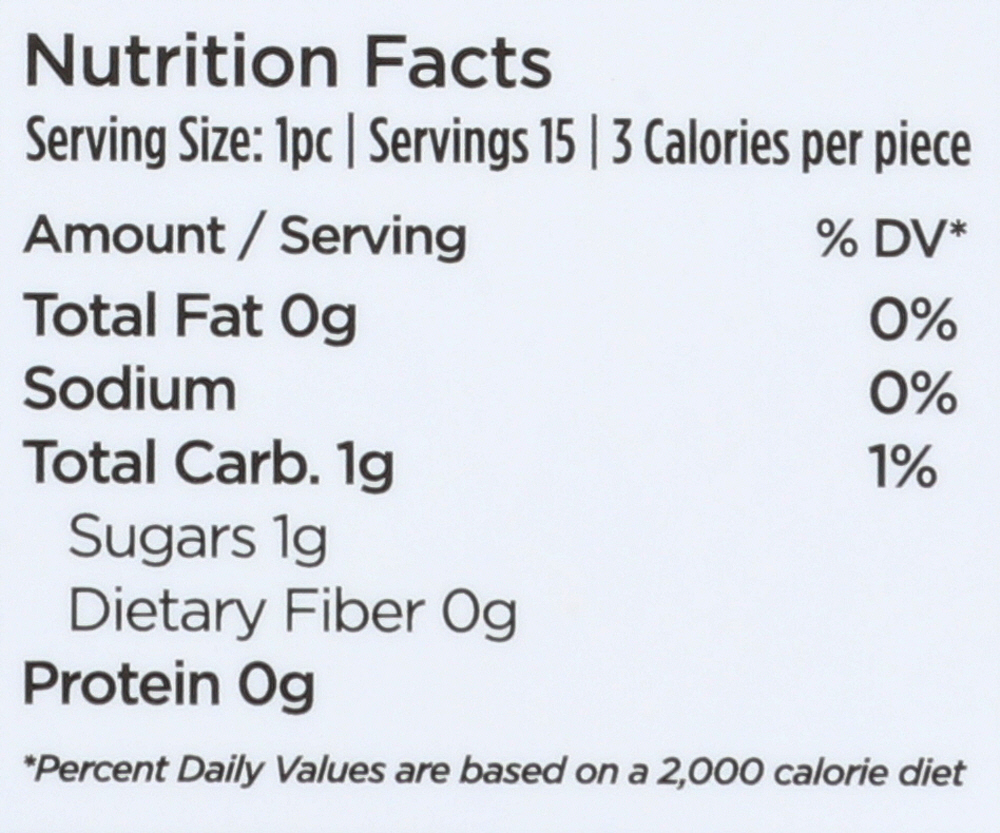 Nutrition Facts
Serving Size: 1pc | Servings 15 | 3 Calories per piece
Amount / Serving % DV*
Total Fat 0g 0%
Sodium 0%
Total Carb. 1g 1%
Sugars 1g
Dietary Fiber 0g
Protein 0g
*Percent Daily Values are based on a 2,000 calorie diet